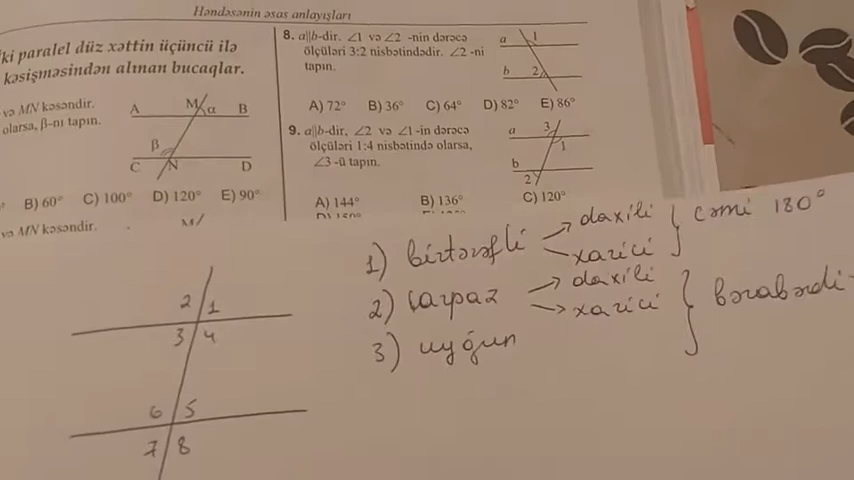 Həndəsənin əsas anlayışları
ki paralel düz xəttin üçüncü ilə
kəsişməsindən alınan bucaqlar.
və MN kəsəndir.
olarsa, β-nı tapın.
A M α B
β
C N D
B) 60° C) 100° D) 120° E) 90°
və MN kəsəndir.
M
8. a||b-dir. ∠1 və ∠2 -nin dərəcə
ölçüləri 3:2 nisbətindədir. ∠2 -ni
tapın.
a 1
b 2
A) 72° B) 36° C) 64° D) 82° E) 86°
9. a||b-dir, ∠2 və ∠1-in dərəcə
ölçüləri 1:4 nisbətində olarsa,
∠3 -ü tapın.
a 3
1
b
2
A) 144° B) 136° C) 120°
1) birtərəfli daxili xarici cəmi 180°
2) çarpaz daxili xarici
3) uyğun
bərabərdi
2 1
3 4
6 5
7 8